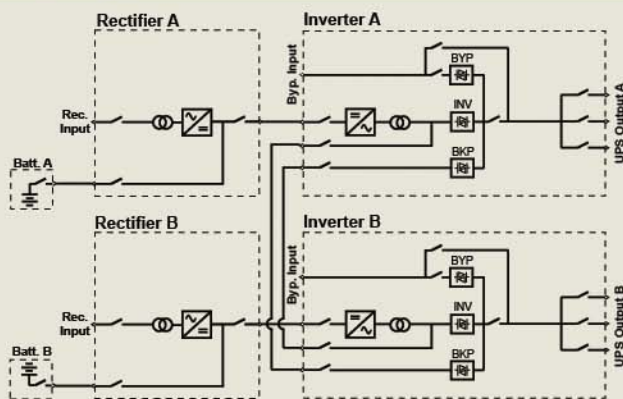 Rectifier A
Inverter A
Byp. Input
BYP
Rec.
Input
INV
BKP
UPS Output A
Batt. A
Rectifier B
Inverter B
Byp. Input
BYP
Rec.
Input
INV
BKP
UPS Output B
Batt. B